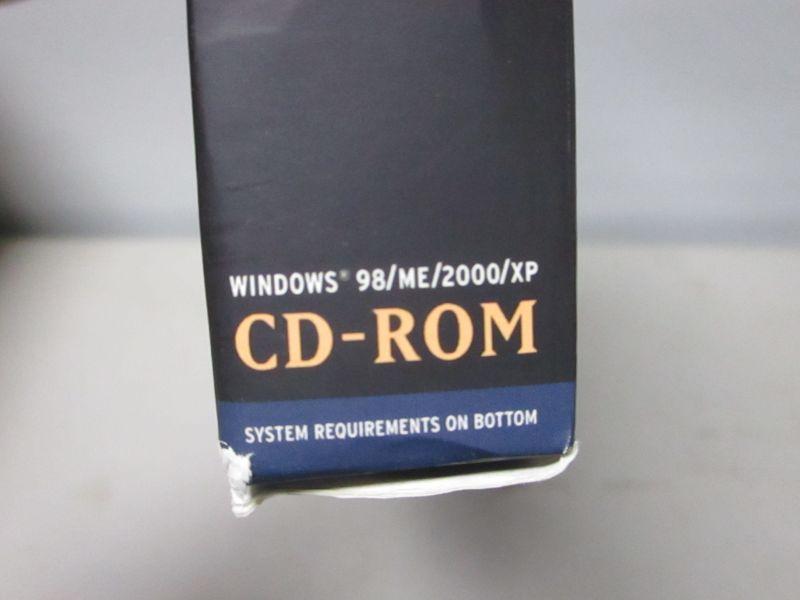 WINDOWS® 98/ME/2000/XP
CD-ROM
SYSTEM REQUIREMENTS ON BOTTOM